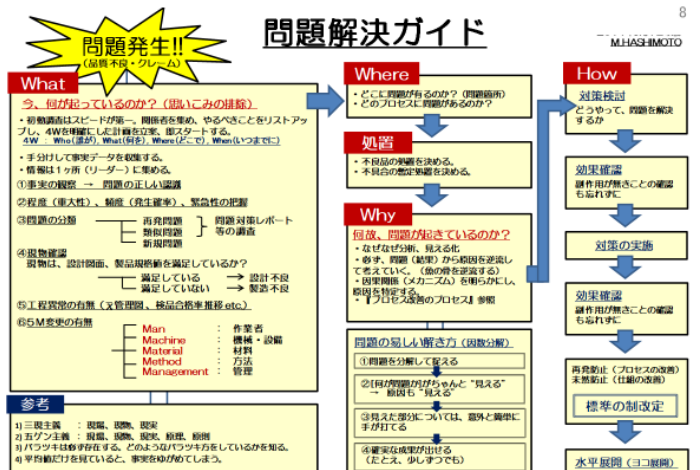 8
問題解決ガイド
M.HASHIMOTO
問題発生!!
(品質不良・クレーム)
What
今、何が起っているのか？（思いこみの排除）
・初動調査はスピードが第一。関係者を集め、やるべきことをリストアッ
プし、4Wを明確にした計画を立案、即スタートする。
4W ： Who(誰が)、What(何を)、Where(どこで)、When(いつまでに)
・手分けして事実データを収集する。
・情報は1ヶ所（リーダー）に集める。
①事実の観察 → 問題の正しい認識
②程度（重大性）、頻度（発生確率）、緊急性の把握
③問題の分類
再発問題
類似問題
新規問題
問題対策レポート
等の調査
④現物確認
現物は、設計図面、製品規格値を満足しているか？
満足している → 設計不良
満足していない → 製造不良
⑤工程異常の有無（χ管理図、検品合格率推移 etc.）
⑥5M変更の有無
Man ： 作業者
Machine ： 機械・設備
Material ： 材料
Method ： 方法
Management ： 管理
参考
1) 三現主義 ： 現場、現物、現実
2) 五ゲン主義 ： 現場、現物、現実、原理、原則
3) バラツキは必ず存在する。どのようなバラツキ方をしているかを知る。
4) 平均値だけを見ていると、事実をゆがめてしまう。
Where
・どこに問題が有るのか？（問題箇所）
・どのプロセスに問題があるのか？
処置
・不良品の処置を決める。
・不具合の暫定処置を決める。
Why
何故、問題が起きているのか？
・なぜなぜ分析、見える化
・必ず、問題（結果）から原因を逆流し
て考えていく。（魚の骨を逆流する）
・因果関係（メカニズム）を明らかにし、
原因を特定する。
・『プロセス改善のプロセス』参照
問題の易しい解き方（因数分解）
①問題を分解して捉える
②[何が問題か]がちゃんと“見える”
→ 原因も“見える”
③見えた部分については、意外と簡単に
手が打てる
④確実な成果が出せる
（たとえ、少しずつでも）
How
対策検討
どうやって、問題を解決
するか
効果確認
副作用が無きことの確認
も忘れずに
対策の実施
効果確認
副作用が無きことの確認
も忘れずに
再発防止（プロセスの改善）
未然防止（仕組の改善）
標準の制改定
水平展開（ヨコ展開）